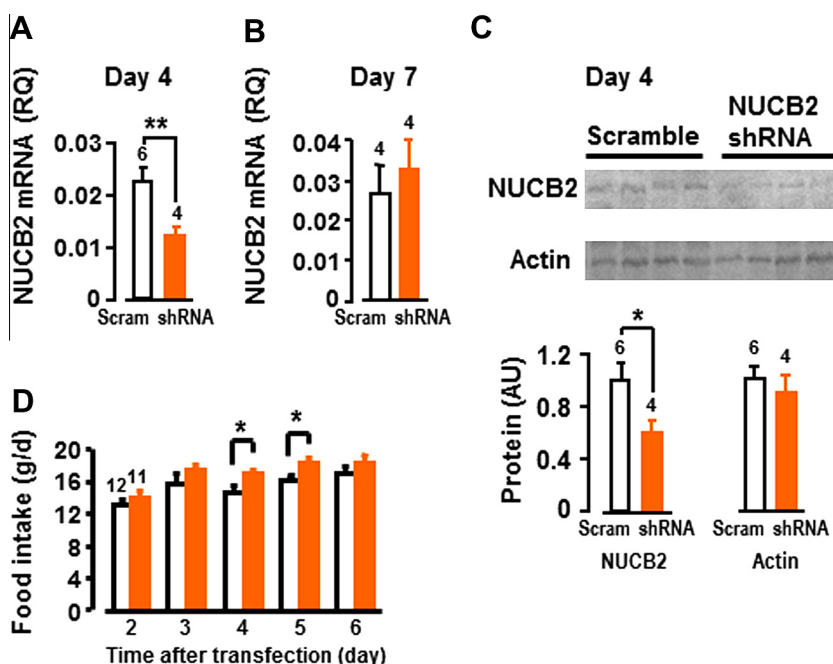 A
Day 4
NUCB2 mRNA (RQ)
0.03
0.02
0.01
0
**
6
4
Scram shRNA
B
Day 7
NUCB2 mRNA (RQ)
0.04
0.03
0.02
0.01
0
4
4
Scram shRNA
C
Day 4
Scramble
NUCB2
shRNA
NUCB2
Actin
Protein (AU)
1.2
0.8
0.4
0
6
*
4
6
4
Scram shRNA
Scram shRNA
NUCB2
Actin
D
Food intake (g/d)
20
16
12
8
4
0
12 11
*
*
2 3 4 5 6
Time after transfection (day)